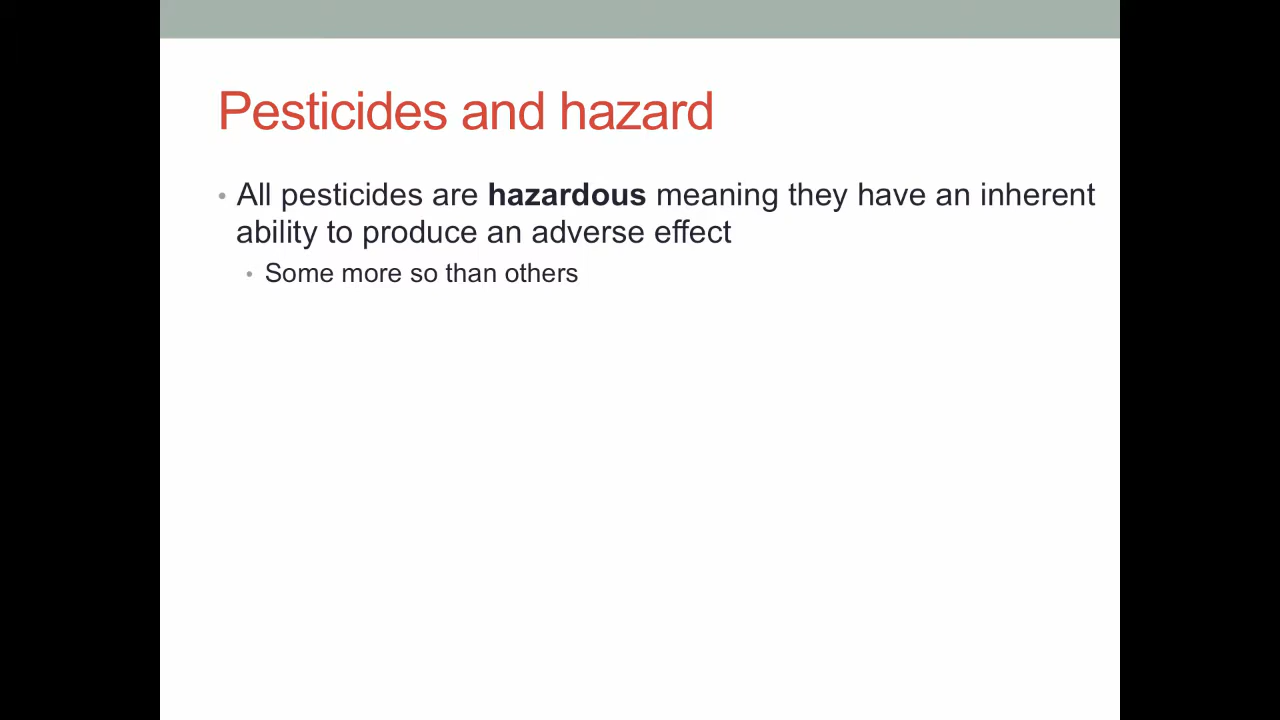 Pesticides and hazard
• All pesticides are hazardous meaning they have an inherent
ability to produce an adverse effect
• Some more so than others